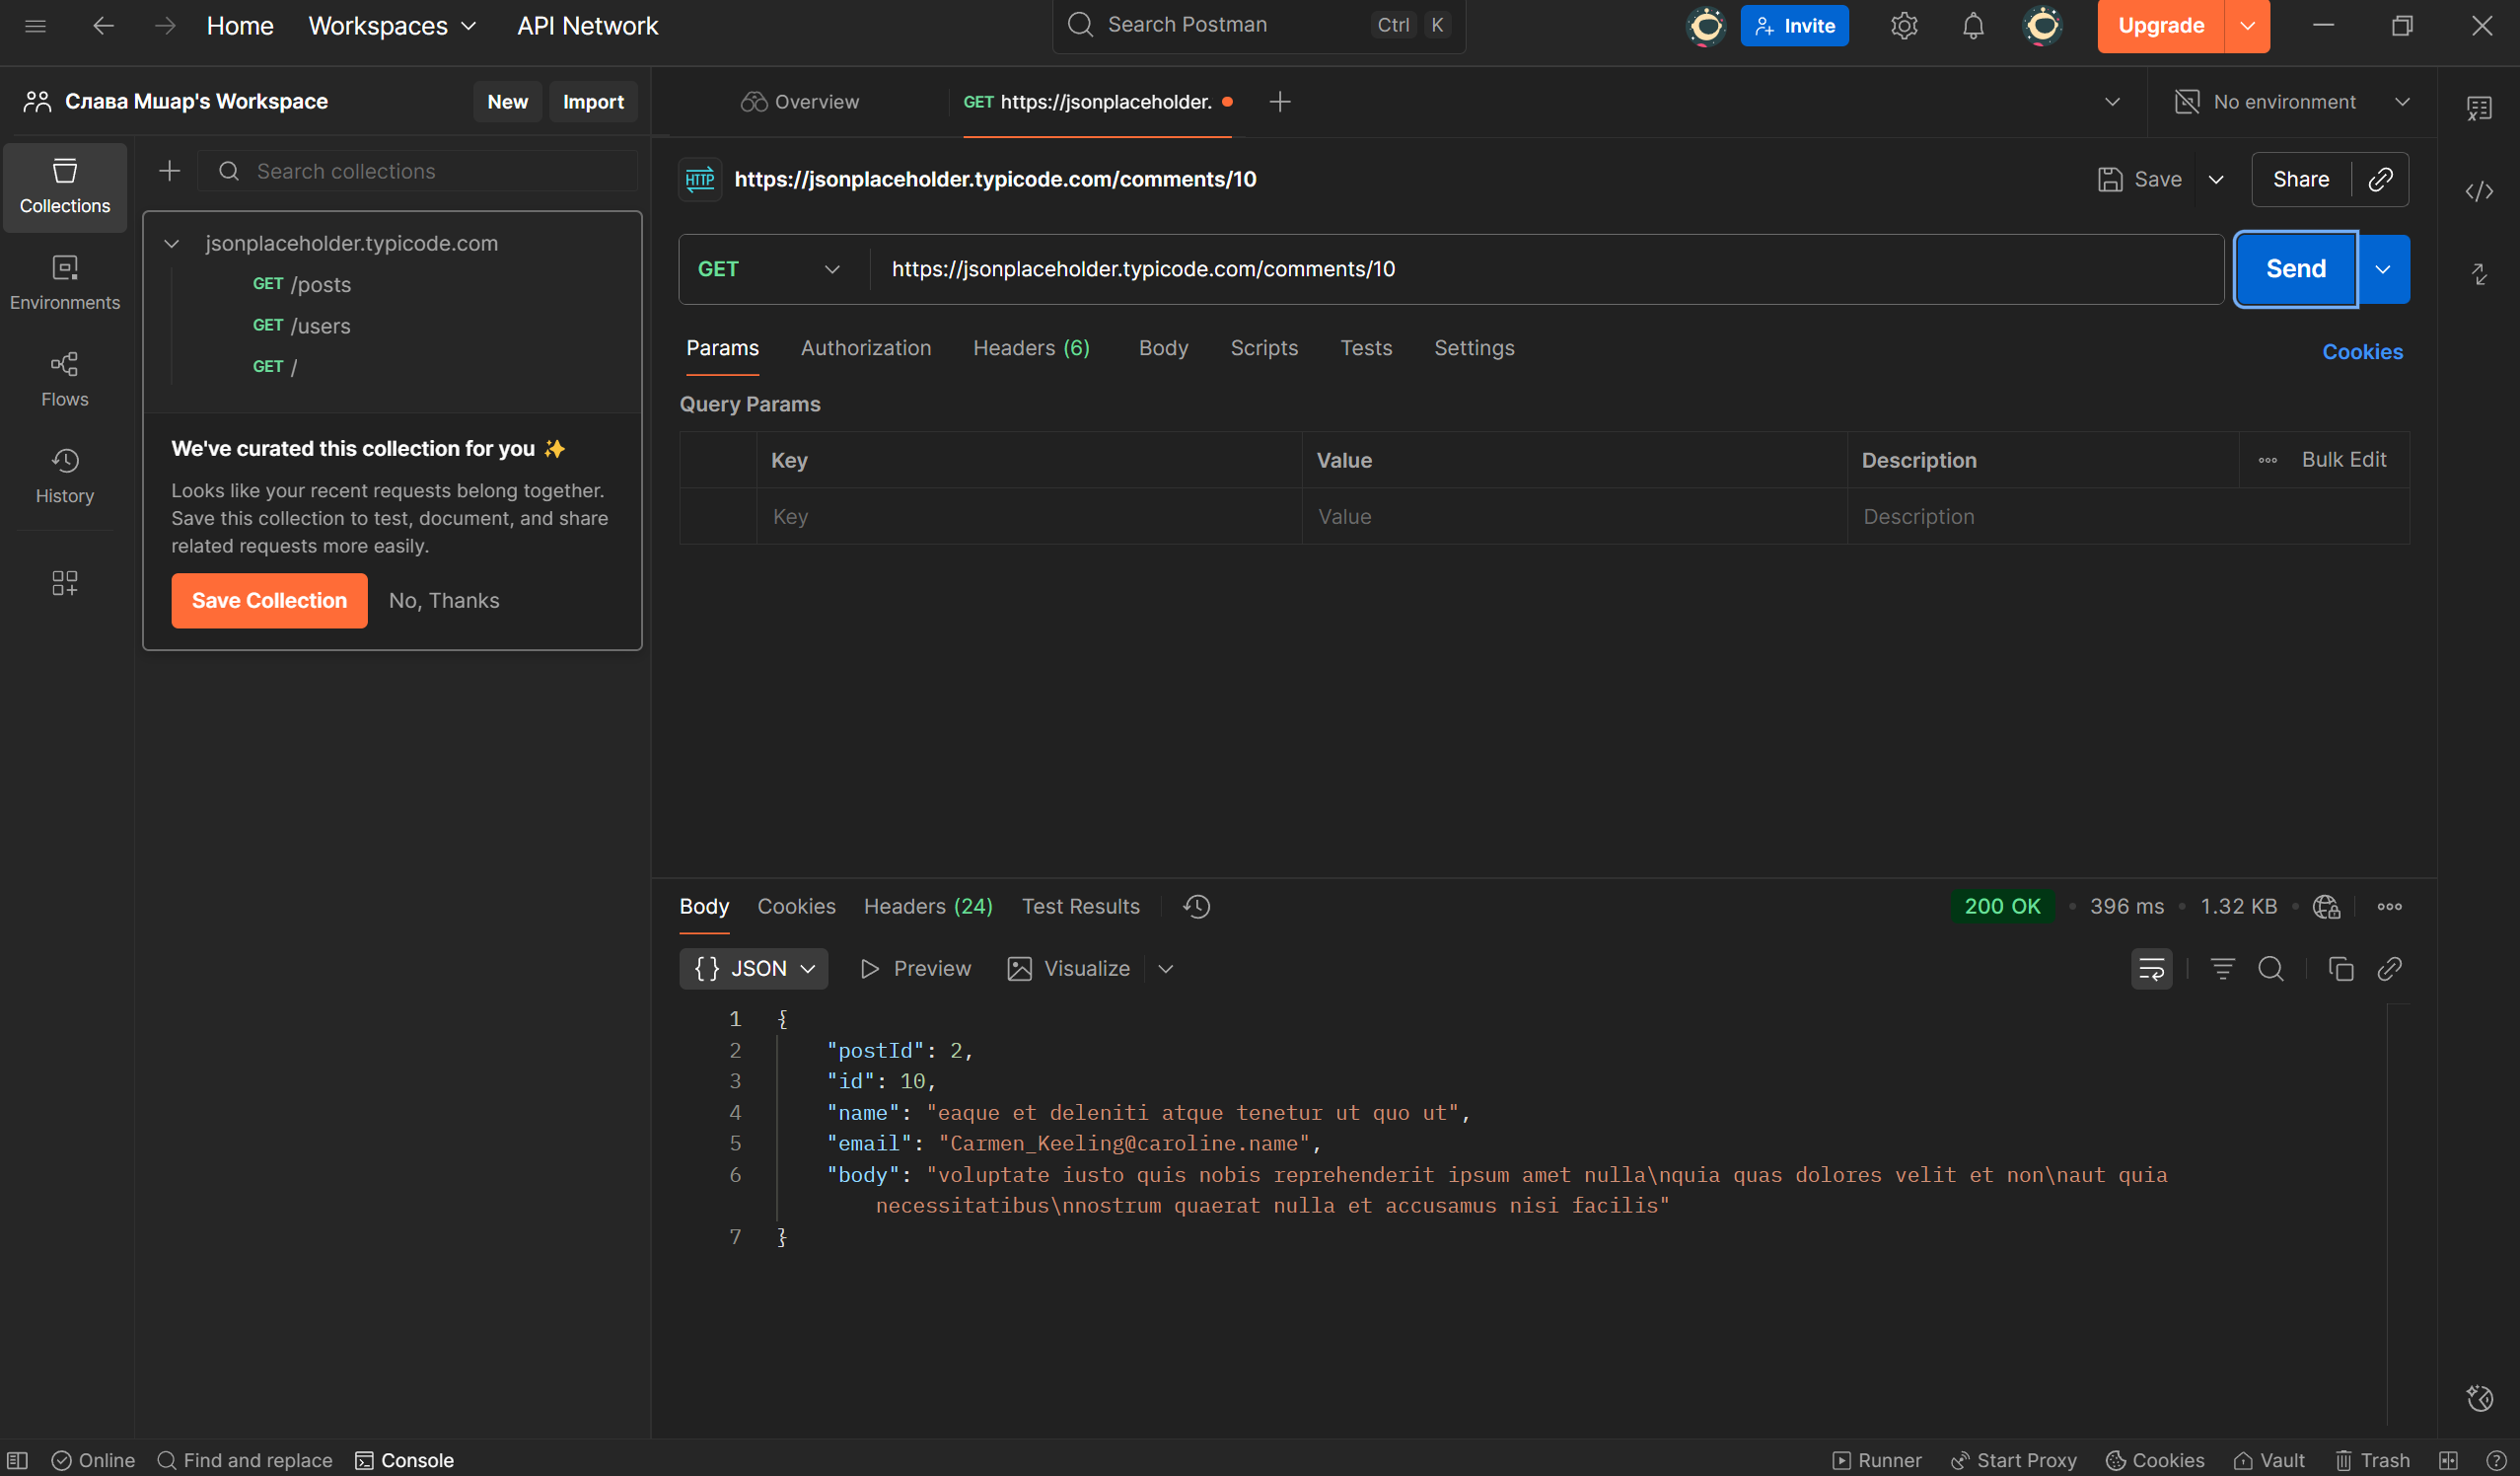 Home Workspaces API Network Search Postman Ctrl K Invite Upgrade
Слава Мшар's Workspace New Import
Overview GET https://jsonplaceholder. No environment
Collections
Environments
Flows
History
Search collections
jsonplaceholder.typicode.com
GET /posts
GET /users
GET /
We've curated this collection for you ✨
Looks like your recent requests belong together.
Save this collection to test, document, and share
related requests more easily.
Save Collection No, Thanks
HTTP https://jsonplaceholder.typicode.com/comments/10 Save Share
GET https://jsonplaceholder.typicode.com/comments/10 Send
Params Authorization Headers (6) Body Scripts Tests Settings Cookies
Query Params
Key Value Description Bulk Edit
Key Value Description
Body Cookies Headers (24) Test Results 200 OK • 396 ms • 1.32 KB •
{} JSON Preview Visualize
1 {
2 "postId": 2,
3 "id": 10,
4 "name": "eaque et deleniti atque tenetur ut quo ut",
5 "email": "Carmen_Keeling@caroline.name",
6 "body": "voluptate iusto quis nobis reprehenderit ipsum amet nulla\nquia quas dolores velit et non\naut quia
necessitatibus\nnostrum quaerat nulla et accusamus nisi facilis"
7 }
Online Find and replace Console Runner Start Proxy Cookies Vault Trash